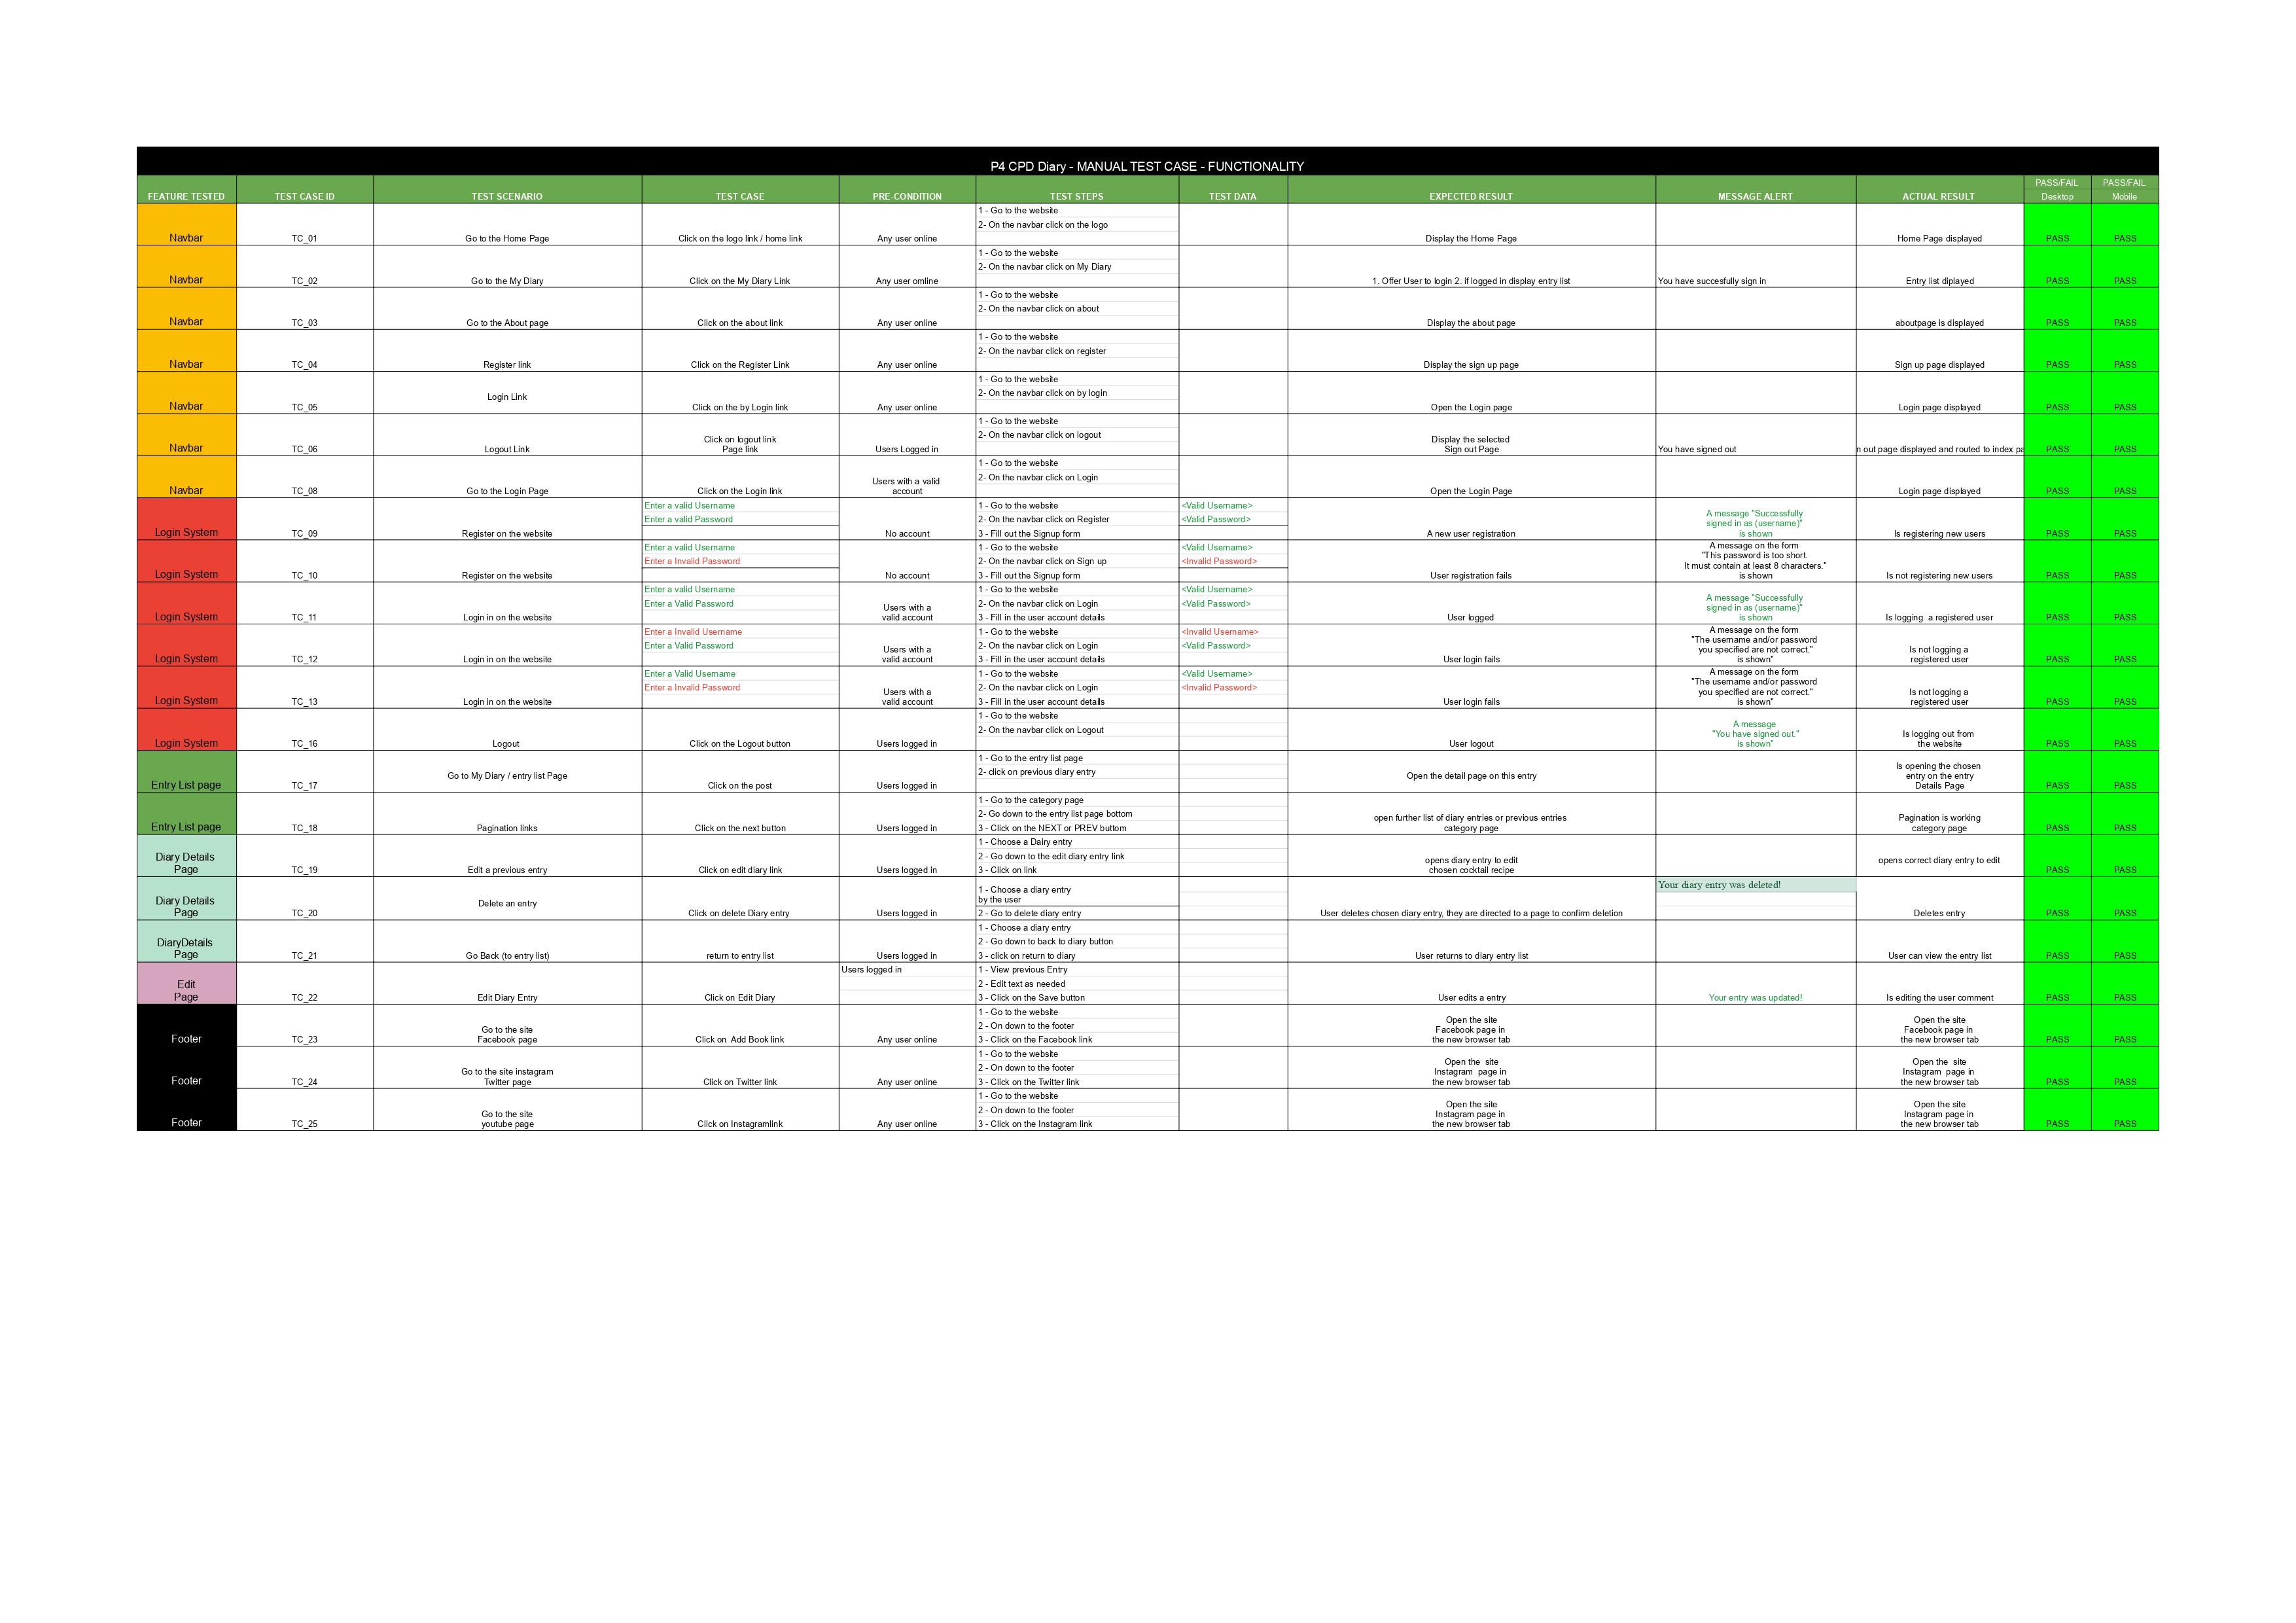 P4 CPD Diary - MANUAL TEST CASE - FUNCTIONALITY
FEATURE TESTED TEST CASE ID TEST SCENARIO TEST CASE PRE-CONDITION TEST STEPS TEST DATA EXPECTED RESULT MESSAGE ALERT ACTUAL RESULT PASS/FAIL Desktop PASS/FAIL Mobile
1 - Go to the website
2- On the navbar click on the logo
Navbar TC_01 Go to the Home Page Click on the logo link / home link Any user online Display the Home Page Home Page displayed PASS PASS
1 - Go to the website
2- On the navbar click on My Diary
Navbar TC_02 Go to the My Diary Click on the My Diary Link Any user omline 1. Offer User to login 2. if logged in display entry list You have succesfully sign in Entry list diplayed PASS PASS
1 - Go to the website
2- On the navbar click on about
Navbar TC_03 Go to the About page Click on the about link Any user online Display the about page aboutpage is displayed PASS PASS
1 - Go to the website
2- On the navbar click on register
Navbar TC_04 Register link Click on the Register Link Any user online Display the sign up page Sign up page displayed PASS PASS
1 - Go to the website
Login Link 2- On the navbar click on by login
Navbar TC_05 Click on the by Login link Any user online Open the Login page Login page displayed PASS PASS
1 - Go to the website
2- On the navbar click on logout
Click on logout link Display the selected
Navbar TC_06 Logout Link Page link Users Logged in Sign out Page You have signed out n out page displayed and routed to index pa PASS PASS
1 - Go to the website
2- On the navbar click on Login
Users with a valid
Navbar TC_08 Go to the Login Page Click on the Login link account Open the Login Page Login page displayed PASS PASS
Enter a valid Username 1 - Go to the website <Valid Username>
A message "Successfully
Enter a valid Password 2- On the navbar click on Register <Valid Password>
signed in as (username)"
Login System TC_09 Register on the website No account 3 - Fill out the Signup form A new user registration is shown Is registering new users PASS PASS
Enter a valid Username 1 - Go to the website <Valid Username> A message on the form
"This password is too short.
Enter a Invalid Password 2- On the navbar click on Sign up <Invalid Password>
It must contain at least 8 characters."
Login System TC_10 Register on the website No account 3 - Fill out the Signup form User registration fails is shown Is not registering new users PASS PASS
Enter a valid Username 1 - Go to the website <Valid Username>
A message "Successfully
Enter a Valid Password 2- On the navbar click on Login <Valid Password>
Users with a signed in as (username)"
Login System TC_11 Login in on the website valid account 3 - Fill in the user account details User logged is shown Is logging  a registered user PASS PASS
Enter a Invalid Username 1 - Go to the website <Invalid Username> A message on the form
"The username and/or password
Enter a Valid Password 2- On the navbar click on Login <Valid Password>
Users with a you specified are not correct." Is not logging a
Login System TC_12 Login in on the website valid account 3 - Fill in the user account details User login fails is shown" registered user PASS PASS
Enter a Valid Username 1 - Go to the website <Valid Username> A message on the form
"The username and/or password
Enter a Invalid Password 2- On the navbar click on Login <Invalid Password>
Users with a you specified are not correct." Is not logging a
Login System TC_13 Login in on the website valid account 3 - Fill in the user account details User login fails is shown" registered user PASS PASS
1 - Go to the website
A message
2- On the navbar click on Logout
"You have signed out." Is logging out from
Login System TC_16 Logout Click on the Logout button Users logged in User logout is shown" the website PASS PASS
1 - Go to the entry list page
Is opening the chosen
Go to My Diary / entry list Page 2- click on previous diary entry Open the detail page on this entry entry on the entry
Entry List page TC_17 Click on the post Users logged in Details Page PASS PASS
1 - Go to the category page
2- Go down to the entry list page bottom
open further list of diary entries or previous entries Pagination is working
Entry List page TC_18 Pagination links Click on the next button Users logged in 3 - Click on the NEXT or PREV buttom category page category page PASS PASS
1 - Choose a Dairy entry
Diary Details 2 - Go down to the edit diary entry link
opens diary entry to edit opens correct diary entry to edit
Page TC_19 Edit a previous entry Click on edit diary link Users logged in 3 - Click on link chosen cocktail recipe PASS PASS
Your diary entry was deleted!
1 - Choose a diary entry
Diary Details by the user
Delete an entry
Page TC_20 Click on delete Diary entry Users logged in 2 - Go to delete diary entry User deletes chosen diary entry, they are directed to a page to confirm deletion Deletes entry PASS PASS
1 - Choose a diary entry
DiaryDetails 2 - Go down to back to diary button
Page TC_21 Go Back (to entry list) return to entry list Users logged in 3 - click on return to diary User returns to diary entry list User can view the entry list PASS PASS
Users logged in 1 - View previous Entry
Edit 2 - Edit text as needed
Page TC_22 Edit Diary Entry Click on Edit Diary 3 - Click on the Save button User edits a entry Your entry was updated! Is editing the user comment PASS PASS
1 - Go to the website
Open the site Open the site
2 - On down to the footer
Go to the site Facebook page in Facebook page in
Footer TC_23 Facebook page Click on  Add Book link Any user online 3 - Click on the Facebook link the new browser tab the new browser tab PASS PASS
1 - Go to the website
Open the  site Open the  site
2 - On down to the footer
Go to the site instagram Instagram  page in Instagram  page in
Footer TC_24 Twitter page Click on Twitter link Any user online 3 - Click on the Twitter link the new browser tab the new browser tab PASS PASS
1 - Go to the website
Open the site Open the site
2 - On down to the footer
Go to the site Instagram page in Instagram page in
Footer TC_25 youtube page Click on Instagramlink Any user online 3 - Click on the Instagram link the new browser tab the new browser tab PASS PASS